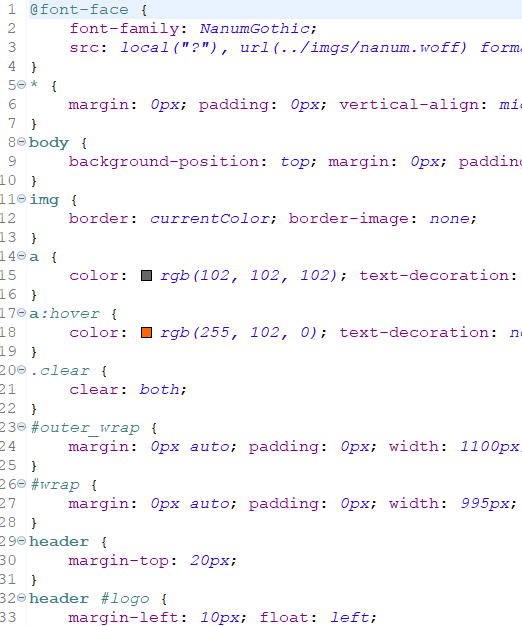 1 @font-face {
2 font-family: NanumGothic;
3 src: local("?"), url(../imgs/nanum.woff)
4 }
5 * {
6 margin: 0px; padding: 0px; vertical-align:
7 }
8 body {
9 background-position: top; margin: 0px;
10 }
11 img {
12 border: currentColor; border-image: none;
13 }
14 a {
15 color: rgb(102, 102, 102); text-decoration:
16 }
17 a:hover {
18 color: rgb(255, 102, 0); text-decoration:
19 }
20 .clear {
21 clear: both;
22 }
23 #outer_wrap {
24 margin: 0px auto; padding: 0px; width: 1100px
25 }
26 #wrap {
27 margin: 0px auto; padding: 0px; width: 995px;
28 }
29 header {
30 margin-top: 20px;
31 }
32 header #logo {
33 margin-left: 10px; float: left;